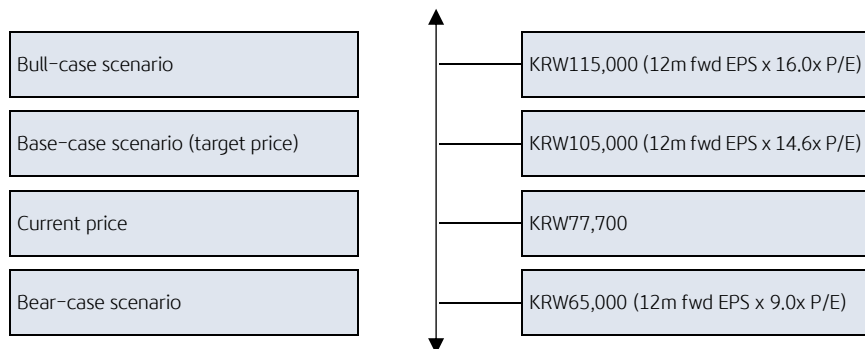 Bull-case scenario
KRW115,000 (12m fwd EPS x 16.0x P/E)
Base-case scenario (target price)
KRW105,000 (12m fwd EPS x 14.6x P/E)
Current price
KRW77,700
Bear-case scenario
KRW65,000 (12m fwd EPS x 9.0x P/E)